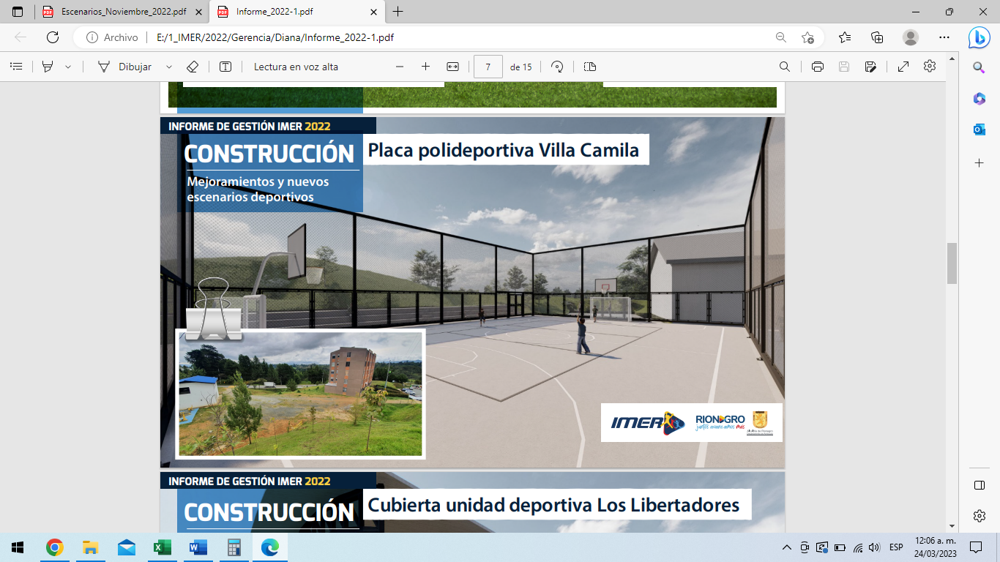 Escenarios_Noviembre_2022.pdf
Informe_2022-1.pdf
Archivo
E:/1_IMER/2022/Gerencia/Diana/Informe_2022-1.pdf
Dibujar
Lectura en voz alta
7
de 15
INFORME DE GESTIÓN IMER 2022
CONSTRUCCIÓN
Placa polideportiva Villa Camila
Mejoramientos y nuevos
escenarios deportivos
IMER
RIONEGRO
juntos avanzamos más
Alcaldía de Rionegro
INFORME DE GESTIÓN IMER 2022
CONSTRUCCIÓN
Cubierta unidad deportiva Los Libertadores
ESP
12:06 a. m.
24/03/2023